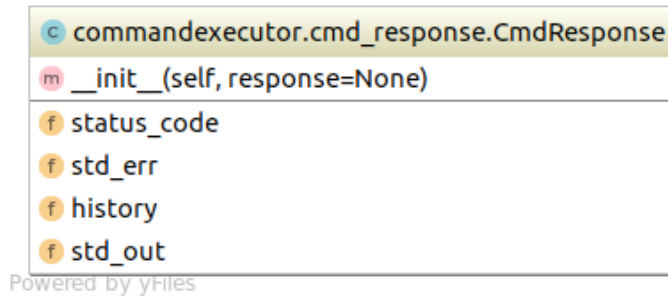 c commandexecutor.cmd_response.CmdResponse
m __init__(self, response=None)
f status_code
f std_err
f history
f std_out
Powered by yFiles